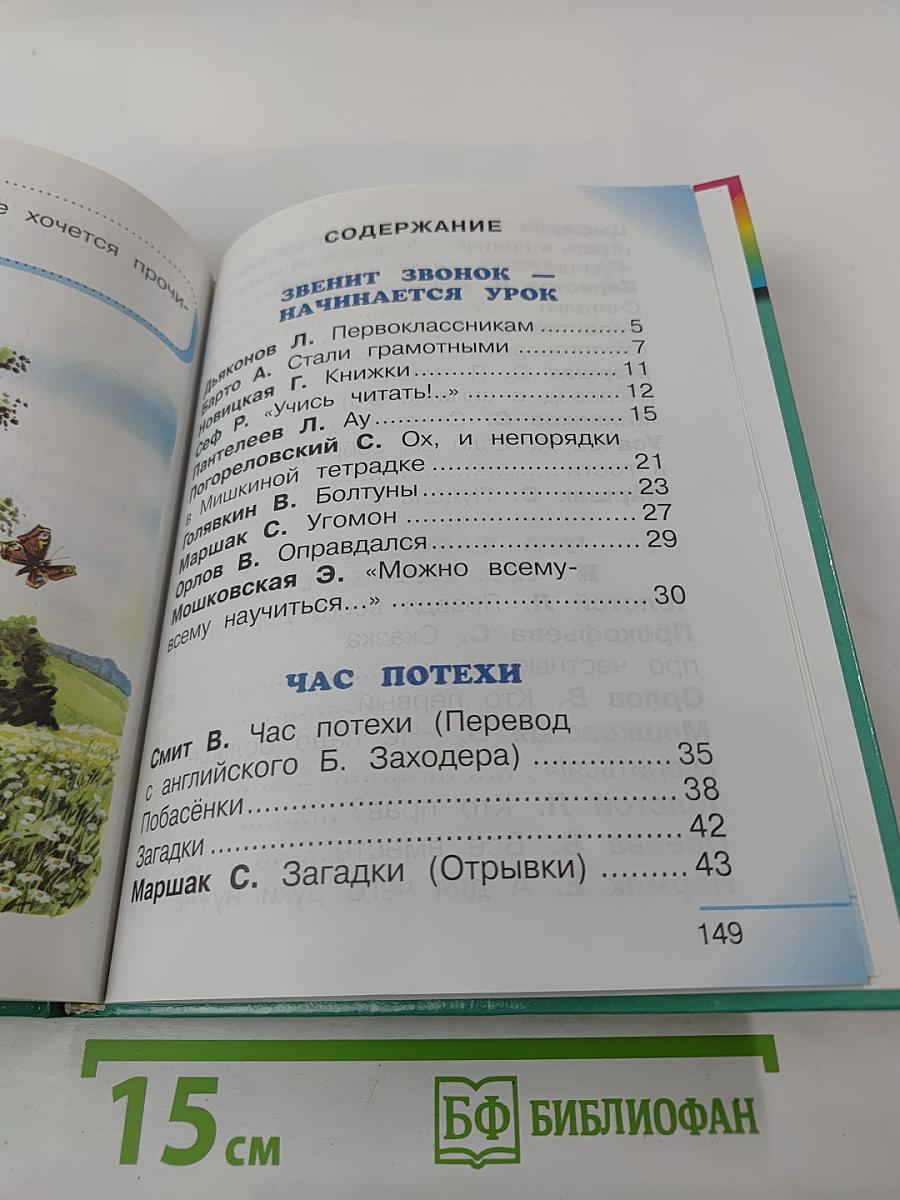 е хочется прочи-
СОДЕРЖАНИЕ
ЗВЕНИТ ЗВОНОК —
НАЧИНАЕТСЯ УРОК
Дьяконов Л. Первоклассникам .............. 5
Барто А. Стали грамотными ................ 7
Новицкая Г. Книжки............................. 11
Сеф Р. «Учись читать!..» ..................... 12
Пантелеев Л. Ау.................................. 15
Погореловский С. Ох, и непорядки
в Мишкиной тетрадке ......................... 21
Голявкин В. Болтуны........................... 23
Маршак С. Угомон .............................. 27
Орлов В. Оправдался.......................... 29
Мошковская Э. «Можно всему-
всему научиться...» ............................ 30
ЧАС ПОТЕХИ
Смит В. Час потехи (Перевод
с английского Б. Заходера) ................ 35
Побасёнки.......................................... 38
Загадки .............................................. 42
Маршак С. Загадки (Отрывки) ......... 43
149
15 см
БФ БИБЛИОФАН